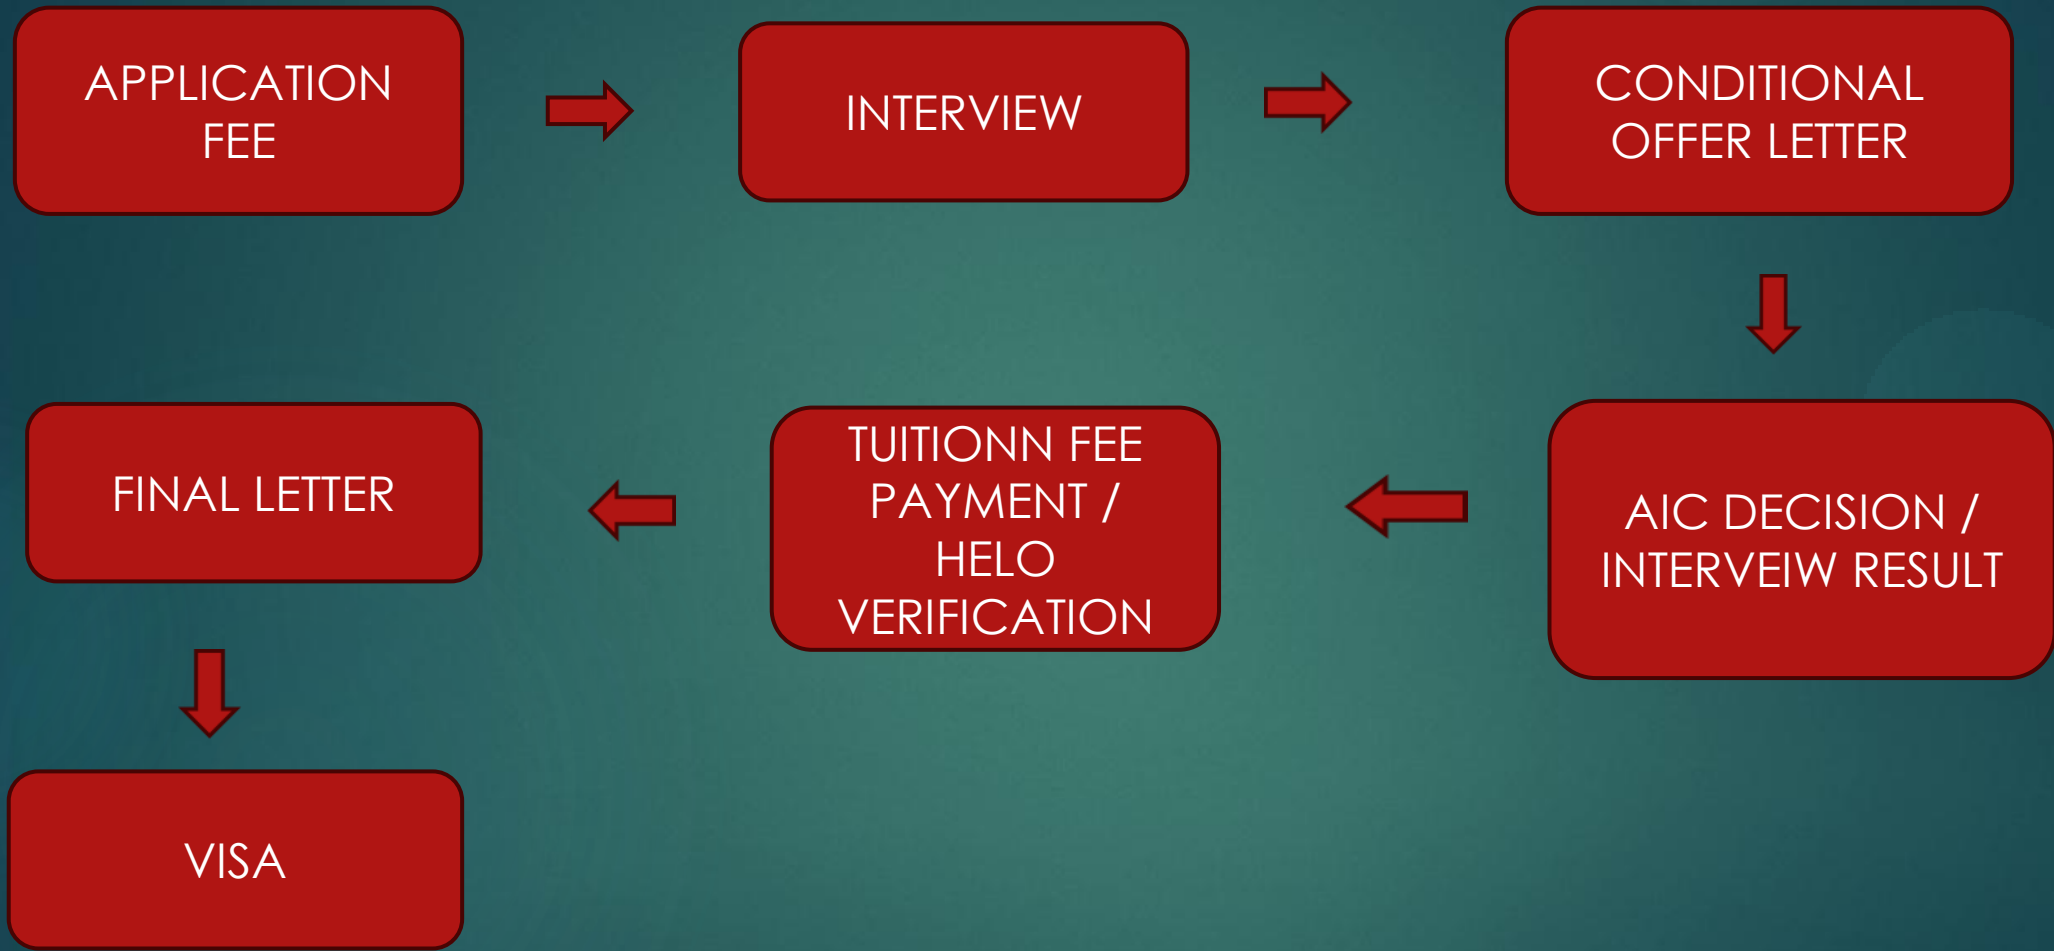 APPLICATION
FEE
INTERVIEW
CONDITIONAL
OFFER LETTER
AIC DECISION /
INTERVEIW RESULT
TUITIONN FEE
PAYMENT /
HELO
VERIFICATION
FINAL LETTER
VISA